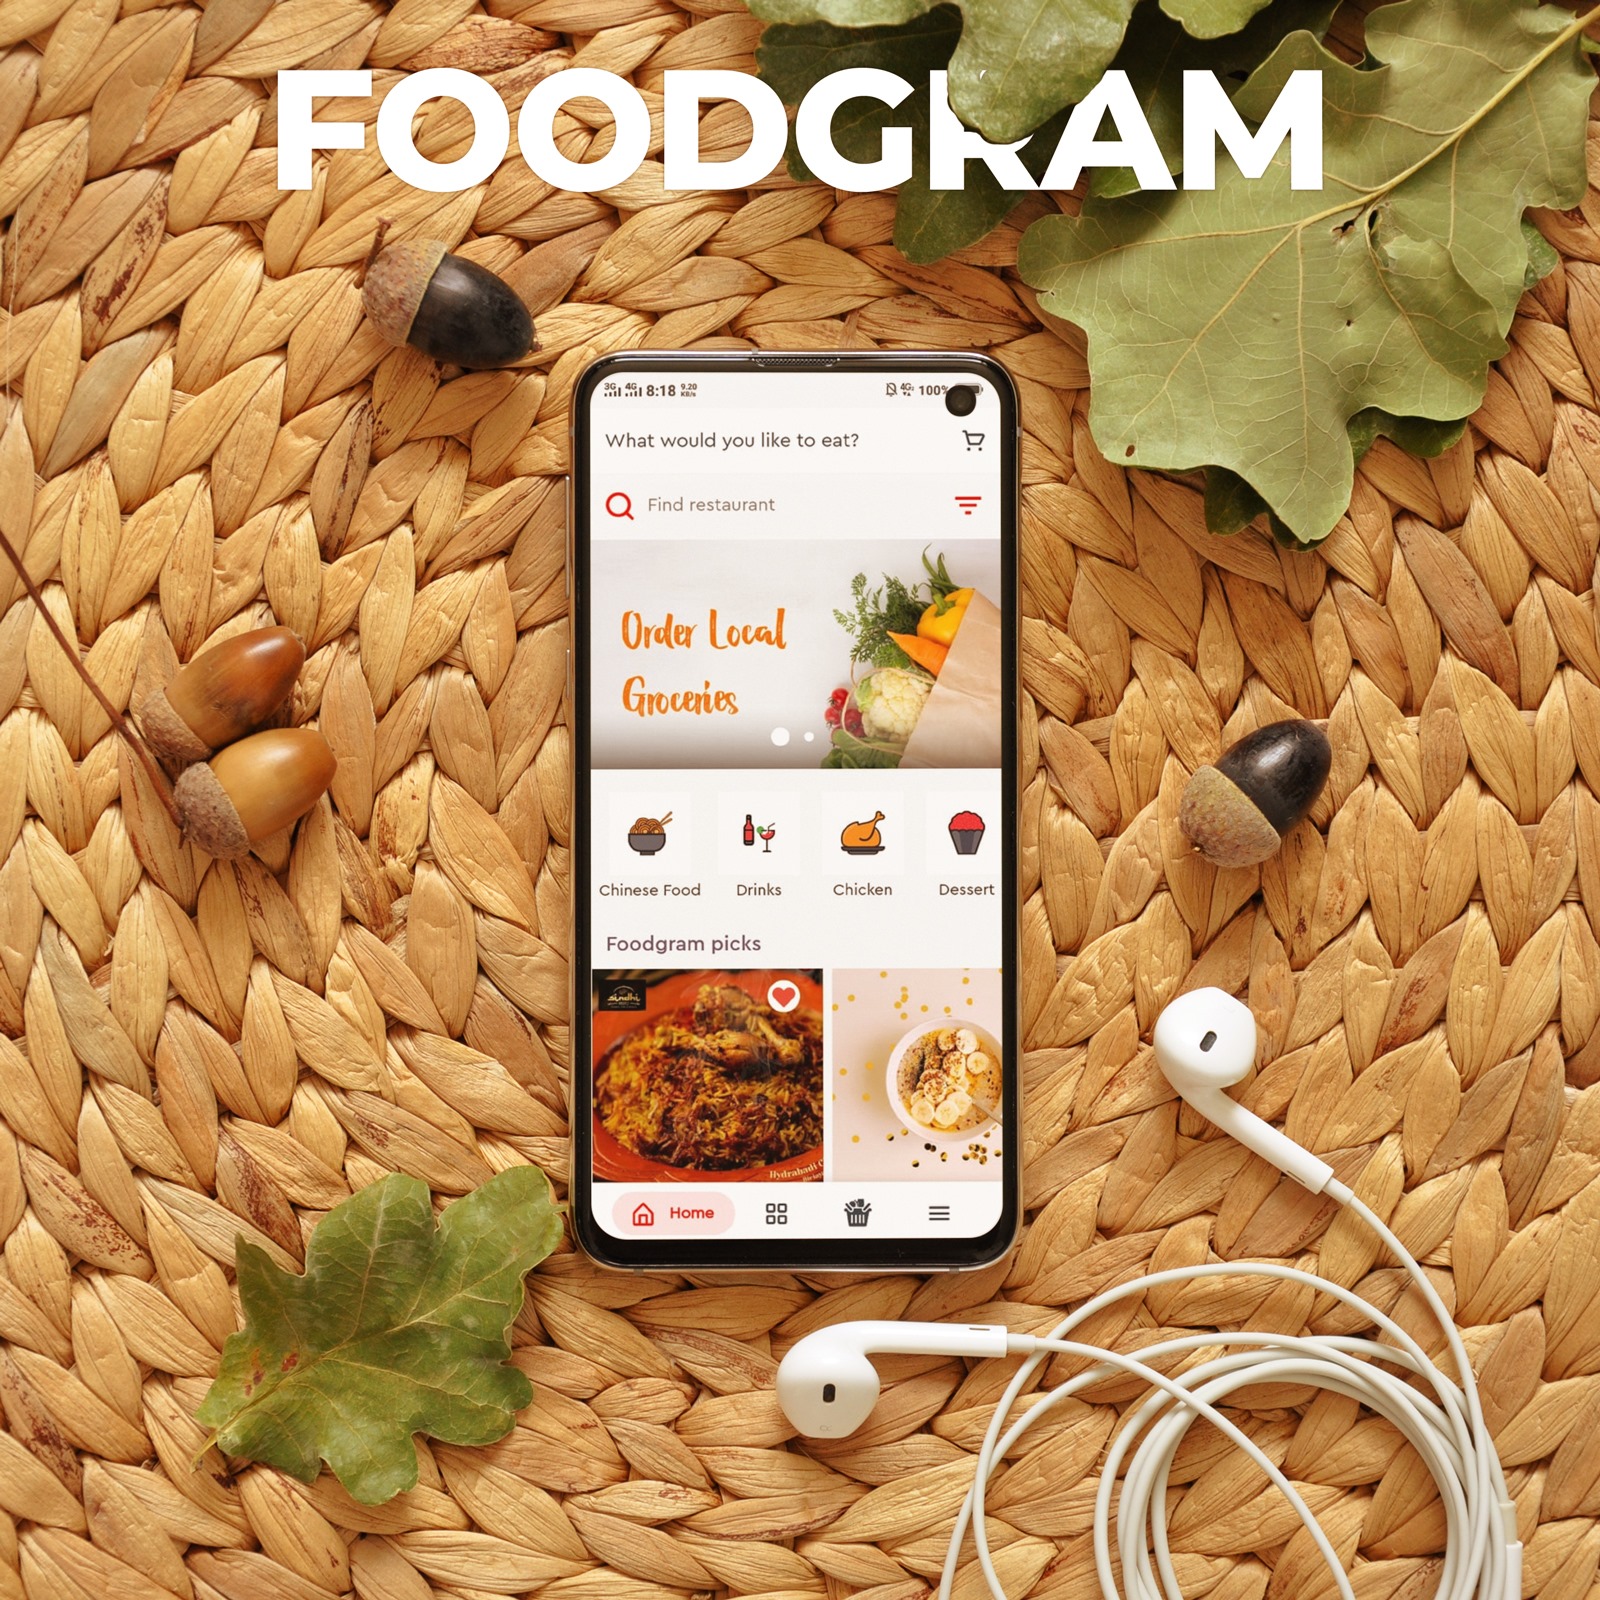 FOODGRAM
3G 4G 8:18 9.20 KB/s 4G 100%
What would you like to eat?
Find restaurant
Order Local
Groceries
Chinese Food Drinks Chicken Dessert
Foodgram picks
sindhi
Hydrabadi
Home